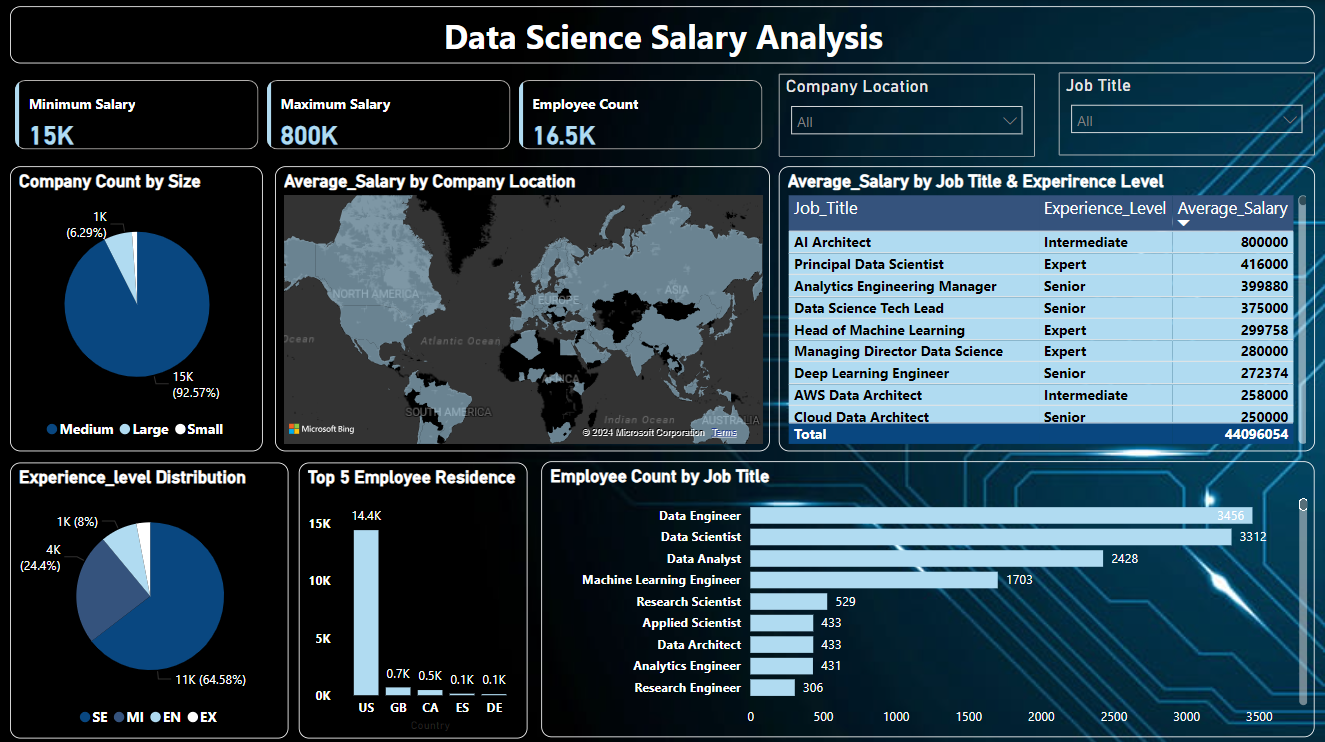 Data Science Salary Analysis
Minimum Salary
15K
Maximum Salary
800K
Employee Count
16.5K
Company Location
All
Job Title
All
Company Count by Size
1K
(6.29%)
15K
(92.57%)
Medium Large Small
Average_Salary by Company Location
NORTH AMERICA
EUROPE
ASIA
Ocean
Atlantic Ocean
AFRICA
SOUTH AMERICA
Indian Ocean
AUSTRALIA
Microsoft Bing
© 2024 Microsoft Corporation Terms
Average_Salary by Job Title & Experirence Level
Job_Title Experience_Level Average_Salary
AI Architect Intermediate 800000
Principal Data Scientist Expert 416000
Analytics Engineering Manager Senior 399880
Data Science Tech Lead Senior 375000
Head of Machine Learning Expert 299758
Managing Director Data Science Expert 280000
Deep Learning Engineer Senior 272374
AWS Data Architect Intermediate 258000
Cloud Data Architect Senior 250000
Total 44096054
Experience_level Distribution
1K (8%)
4K
(24.4%)
11K (64.58%)
SE MI EN EX
Top 5 Employee Residence
15K
10K
5K
0K
14.4K
0.7K
0.5K
0.1K
0.1K
US GB CA ES DE
Country
Employee Count by Job Title
Data Engineer 3456
Data Scientist 3312
Data Analyst 2428
Machine Learning Engineer 1703
Research Scientist 529
Applied Scientist 433
Data Architect 433
Analytics Engineer 431
Research Engineer 306
0 500 1000 1500 2000 2500 3000 3500